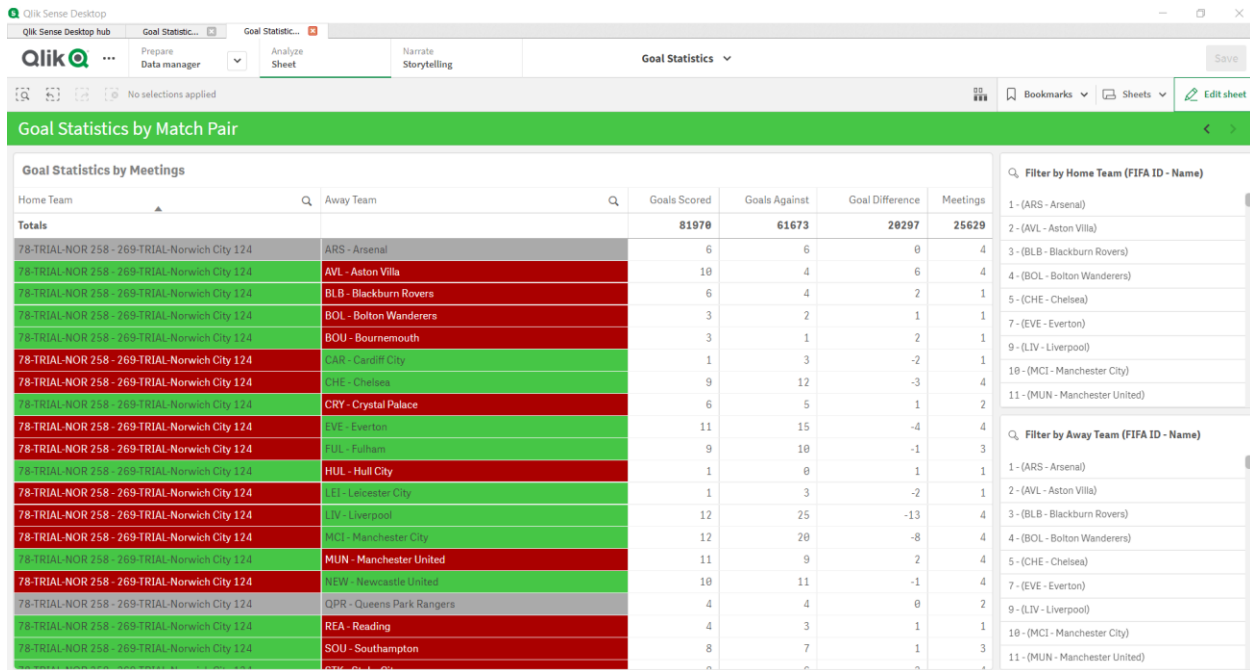 Qlik Sense Desktop
Qlik Sense Desktop hub Goal Statistic... Goal Statistic...
Qlik ... Prepare Data manager Analyze Sheet Narrate Storytelling Goal Statistics Save
No selections applied Bookmarks Sheets Edit sheet
Goal Statistics by Match Pair
Goal Statistics by Meetings
Home Team Away Team Goals Scored Goals Against Goal Difference Meetings
Totals 81970 61673 20297 25629
78-TRIAL-NOR 258 - 269-TRIAL-Norwich City 124 ARS - Arsenal 6 6 0 4
78-TRIAL-NOR 258 - 269-TRIAL-Norwich City 124 AVL - Aston Villa 10 4 6 4
78-TRIAL-NOR 258 - 269-TRIAL-Norwich City 124 BLB - Blackburn Rovers 6 4 2 1
78-TRIAL-NOR 258 - 269-TRIAL-Norwich City 124 BOL - Bolton Wanderers 3 2 1 1
78-TRIAL-NOR 258 - 269-TRIAL-Norwich City 124 BOU - Bournemouth 3 1 2 1
78-TRIAL-NOR 258 - 269-TRIAL-Norwich City 124 CAR - Cardiff City 1 3 -2 1
78-TRIAL-NOR 258 - 269-TRIAL-Norwich City 124 CHE - Chelsea 9 12 -3 4
78-TRIAL-NOR 258 - 269-TRIAL-Norwich City 124 CRY - Crystal Palace 6 5 1 2
78-TRIAL-NOR 258 - 269-TRIAL-Norwich City 124 EVE - Everton 11 15 -4 4
78-TRIAL-NOR 258 - 269-TRIAL-Norwich City 124 FUL - Fulham 9 10 -1 3
78-TRIAL-NOR 258 - 269-TRIAL-Norwich City 124 HUL - Hull City 1 0 1 1
78-TRIAL-NOR 258 - 269-TRIAL-Norwich City 124 LEI - Leicester City 1 3 -2 1
78-TRIAL-NOR 258 - 269-TRIAL-Norwich City 124 LIV - Liverpool 12 25 -13 4
78-TRIAL-NOR 258 - 269-TRIAL-Norwich City 124 MCI - Manchester City 12 20 -8 4
78-TRIAL-NOR 258 - 269-TRIAL-Norwich City 124 MUN - Manchester United 11 9 2 4
78-TRIAL-NOR 258 - 269-TRIAL-Norwich City 124 NEW - Newcastle United 10 11 -1 4
78-TRIAL-NOR 258 - 269-TRIAL-Norwich City 124 QPR - Queens Park Rangers 4 4 0 2
78-TRIAL-NOR 258 - 269-TRIAL-Norwich City 124 REA - Reading 4 3 1 1
78-TRIAL-NOR 258 - 269-TRIAL-Norwich City 124 SOU - Southampton 8 7 1 3
Filter by Home Team (FIFA ID - Name)
1 - (ARS - Arsenal)
2 - (AVL - Aston Villa)
3 - (BLB - Blackburn Rovers)
4 - (BOL - Bolton Wanderers)
5 - (CHE - Chelsea)
7 - (EVE - Everton)
9 - (LIV - Liverpool)
10 - (MCI - Manchester City)
11 - (MUN - Manchester United)
Filter by Away Team (FIFA ID - Name)
1 - (ARS - Arsenal)
2 - (AVL - Aston Villa)
3 - (BLB - Blackburn Rovers)
4 - (BOL - Bolton Wanderers)
5 - (CHE - Chelsea)
7 - (EVE - Everton)
9 - (LIV - Liverpool)
10 - (MCI - Manchester City)
11 - (MUN - Manchester United)